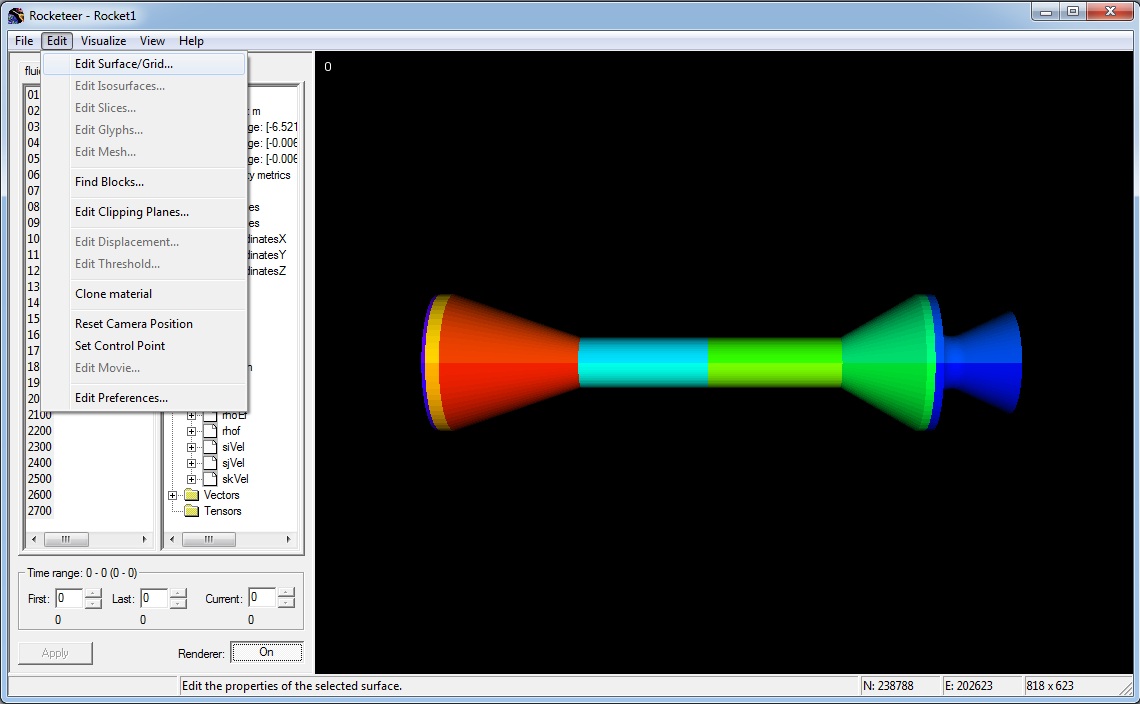 Rocketeer - Rocket1
File Edit Visualize View Help
Edit Surface/Grid...
Edit Isosurfaces...
Edit Slices...
Edit Glyphs...
Edit Mesh...
Find Blocks...
Edit Clipping Planes...
Edit Displacement...
Edit Threshold...
Clone material
Reset Camera Position
Set Control Point
Edit Movie...
Edit Preferences...
01
02
03
04
05
06
07
08
09
10
11
12
13
14
15
16
17
18
19
20
2100
2200
2300
2400
2500
2600
2700
m
ge: [-6.521
ge: [-0.006
ge: [-0.006
y metrics
es
es
dinatesX
dinatesY
dinatesZ
rhoEf
rhof
siVel
sjVel
skVel
Vectors
Tensors
Time range: 0 - 0 (0 - 0)
First: 0 Last: 0 Current: 0
0 0 0
Apply Renderer: On
0
Edit the properties of the selected surface. N: 238788 E: 202623 818 x 623